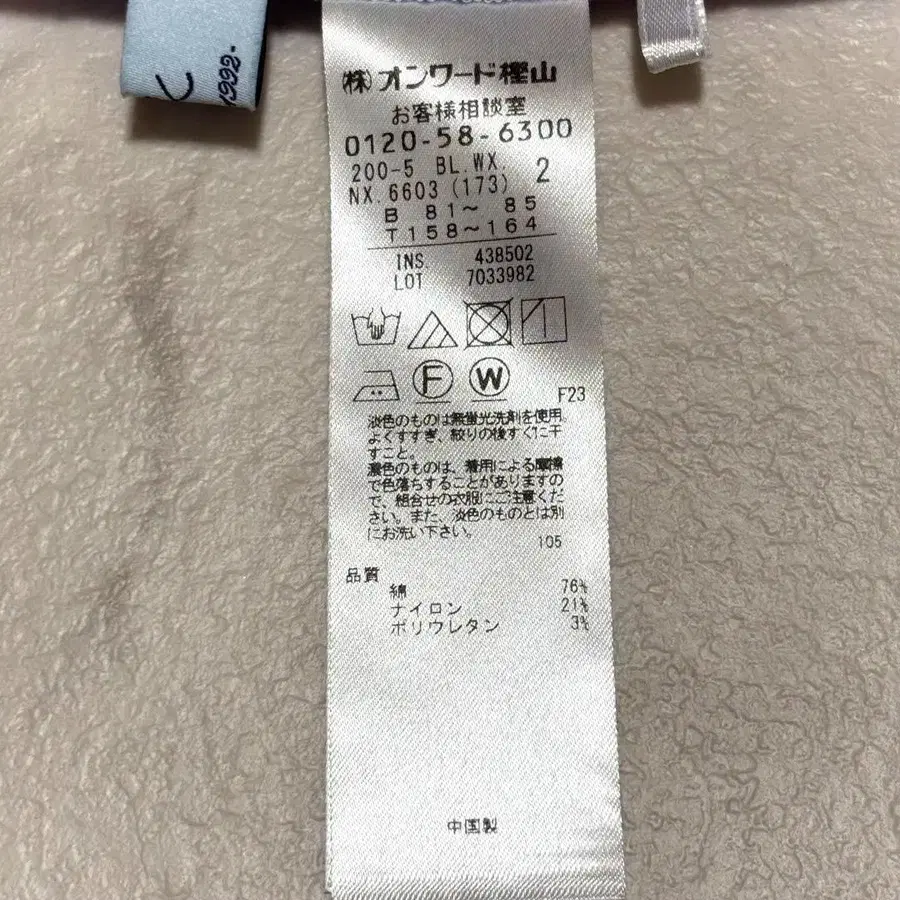 1992-
(株)オンワード樫山
お客様相談室
0120-58-6300
200-5 BL.WX. 2
NX.6603(173)
B 81〜 85
T158〜164
INS. 438502
LOT 7033982
F W
F23
淡色のものは無蛍光洗剤を使用
よくすすぎ、絞りの後すぐに干
すこと。
濃色のものは、着用による摩擦
で色落ちすることがありますの
で、組合せの衣服にご注意くだ
さい。また、淡色のものとは別
にお洗い下さい。
105
品質
綿 76%
ナイロン 21%
ポリウレタン 3%
中国製